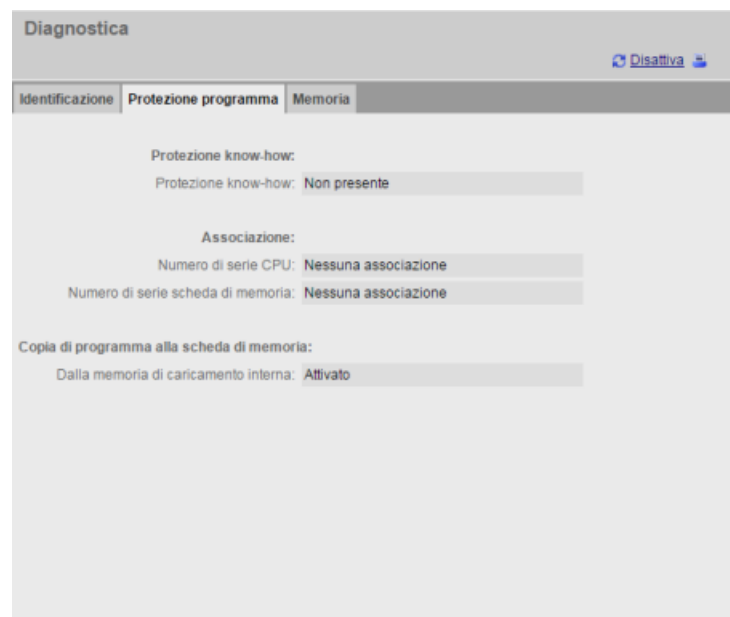 Diagnostica
Disattiva
Identificazione Protezione programma Memoria
Protezione know-how:
Protezione know-how: Non presente
Associazione:
Numero di serie CPU: Nessuna associazione
Numero di serie scheda di memoria: Nessuna associazione
Copia di programma alla scheda di memoria:
Dalla memoria di caricamento interna: Attivato